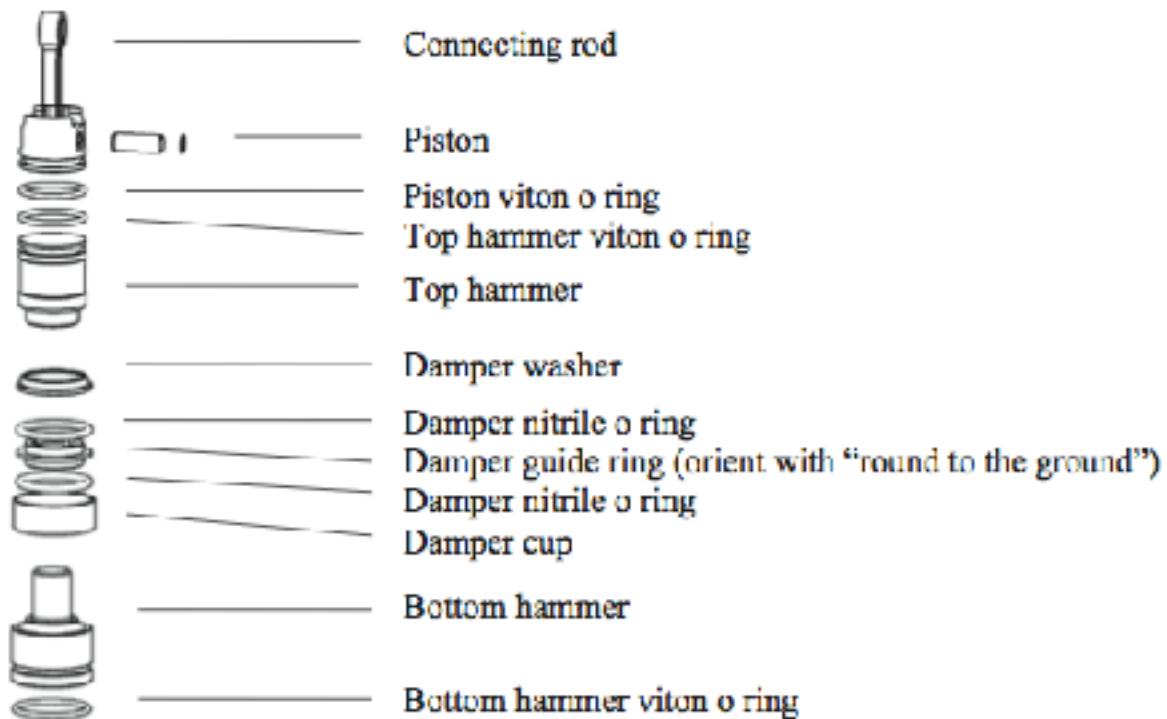 Connecting rod
Piston
Piston viton o ring
Top hammer viton o ring
Top hammer
Damper washer
Damper nitrile o ring
Damper guide ring (orient with “round to the ground”)
Damper nitrile o ring
Damper cup
Bottom hammer
Bottom hammer viton o ring